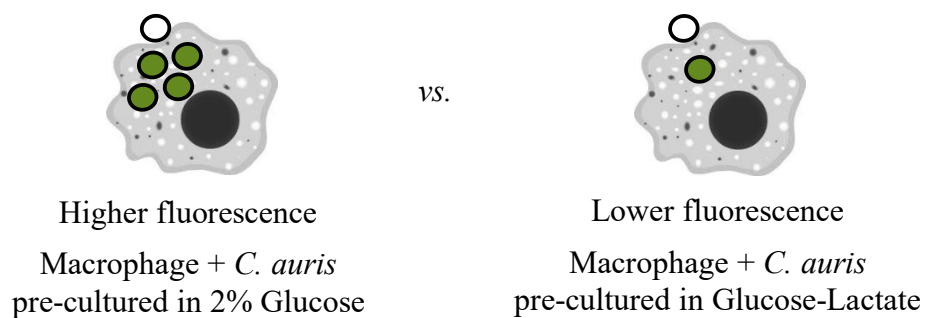 vs.
Higher fluorescence
Lower fluorescence
Macrophage + C. auris
pre-cultured in 2% Glucose
Macrophage + C. auris
pre-cultured in Glucose-Lactate